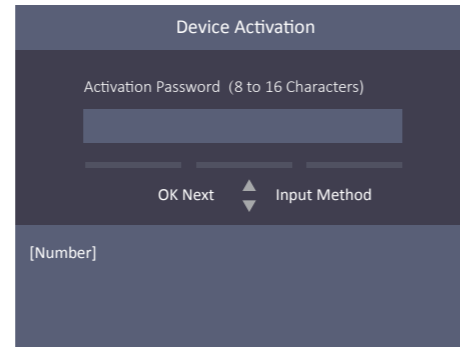 Device Activation
Activation Password (8 to 16 Characters)
OK Next Input Method
[Number]